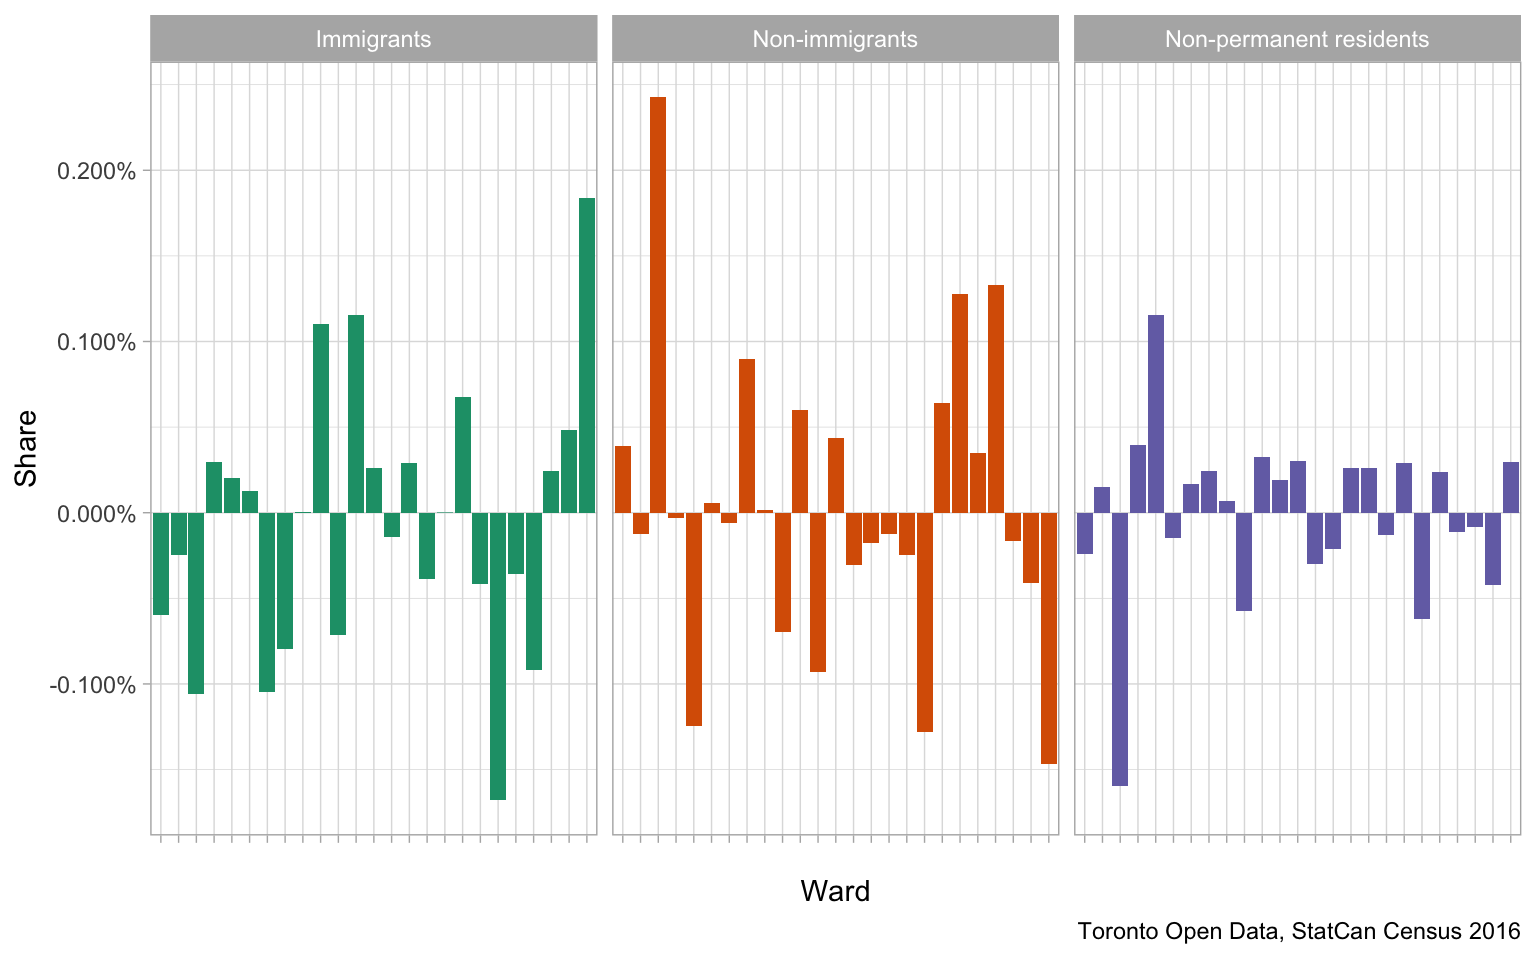 Immigrants
Non-immigrants
Non-permanent residents
0.200%
0.100%
0.000%
-0.100%
Share
Ward
Toronto Open Data, StatCan Census 2016